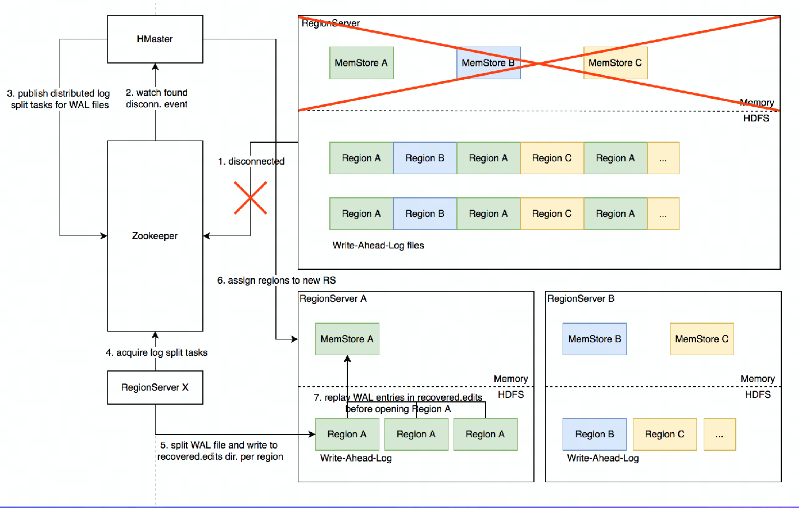 HMaster
3. publish distributed log
split tasks for WAL files
2. watch found
disconn. event
Zookeeper
1. disconnected
4. acquire log split tasks
RegionServer X
5. split WAL file and write to
recovered.edits dir. per region
6. assign regions to new RS
RegionServer
MemStore A
MemStore B
MemStore C
Memory
HDFS
Region A
Region B
Region A
Region C
Region A
...
Region A
Region B
Region A
Region C
Region A
...
Write-Ahead-Log files
RegionServer A
MemStore A
Memory
HDFS
7. replay WAL entries in recovered.edits
before opening Region A
Region A
Region A
Region A
Write-Ahead-Log
RegionServer B
MemStore B
MemStore C
Memory
HDFS
Region B
Region C
...
Write-Ahead-Log